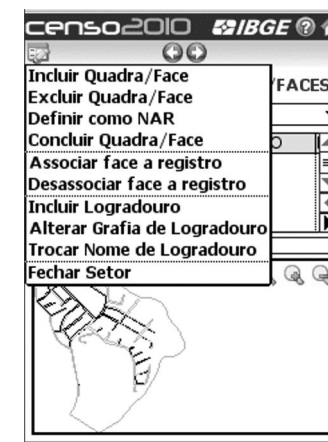 censo2010 IBGE
/FACES
Incluir Quadra/Face
Excluir Quadra/Face
Definir como NAR
Concluir Quadra/Face
Associar face a registro
Desassociar face a registro
Incluir Logradouro
Alterar Grafia de Logradouro
Trocar Nome de Logradouro
Fechar Setor